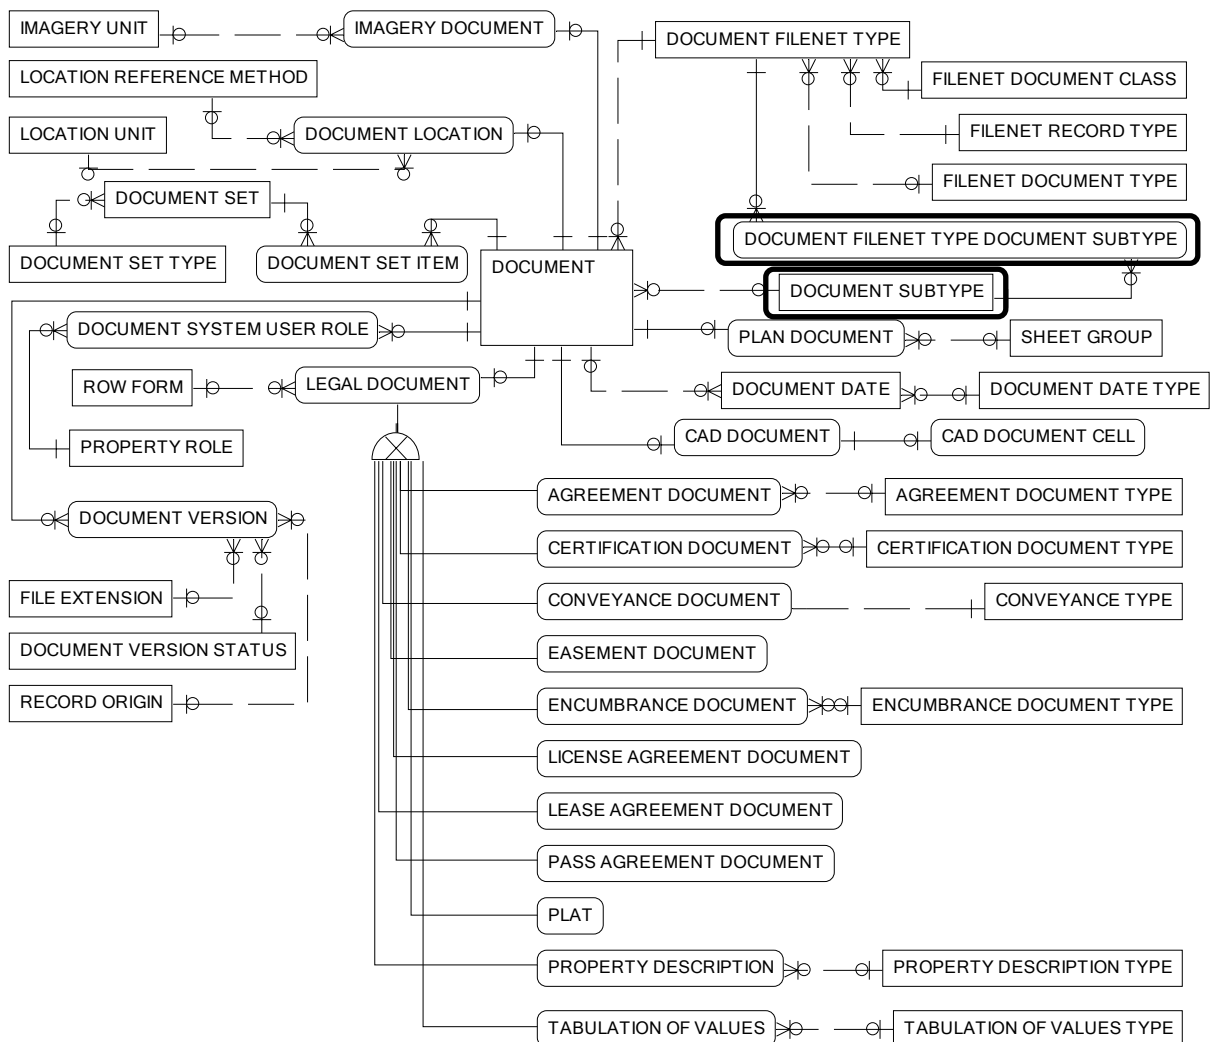 IMAGERY UNIT
IMAGERY DOCUMENT
DOCUMENT FILENET TYPE
LOCATION REFERENCE METHOD
FILENET DOCUMENT CLASS
LOCATION UNIT
DOCUMENT LOCATION
FILENET RECORD TYPE
FILENET DOCUMENT TYPE
DOCUMENT SET
DOCUMENT FILENET TYPE DOCUMENT SUBTYPE
DOCUMENT SET TYPE
DOCUMENT SET ITEM
DOCUMENT
DOCUMENT SUBTYPE
DOCUMENT SYSTEM USER ROLE
PLAN DOCUMENT
SHEET GROUP
ROW FORM
LEGAL DOCUMENT
DOCUMENT DATE
DOCUMENT DATE TYPE
PROPERTY ROLE
CAD DOCUMENT
CAD DOCUMENT CELL
AGREEMENT DOCUMENT
AGREEMENT DOCUMENT TYPE
DOCUMENT VERSION
CERTIFICATION DOCUMENT
CERTIFICATION DOCUMENT TYPE
FILE EXTENSION
CONVEYANCE DOCUMENT
CONVEYANCE TYPE
DOCUMENT VERSION STATUS
EASEMENT DOCUMENT
RECORD ORIGIN
ENCUMBRANCE DOCUMENT
ENCUMBRANCE DOCUMENT TYPE
LICENSE AGREEMENT DOCUMENT
LEASE AGREEMENT DOCUMENT
PASS AGREEMENT DOCUMENT
PLAT
PROPERTY DESCRIPTION
PROPERTY DESCRIPTION TYPE
TABULATION OF VALUES
TABULATION OF VALUES TYPE